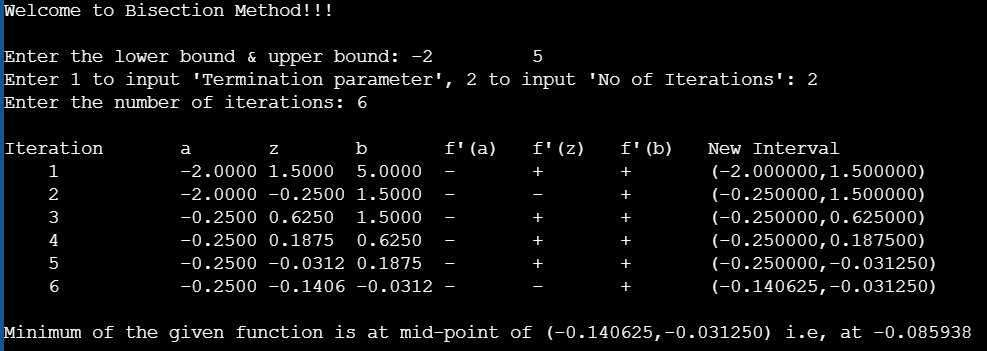 Welcome to Bisection Method!!!
Enter the lower bound & upper bound: -2 5
Enter 1 to input 'Termination parameter', 2 to input 'No of Iterations': 2
Enter the number of iterations: 6
Iteration a z b f'(a) f'(z) f'(b) New Interval
1 -2.0000 1.5000 5.0000 - + + (-2.000000,1.500000)
2 -2.0000 -0.2500 1.5000 - - + (-0.250000,1.500000)
3 -0.2500 0.6250 1.5000 - + + (-0.250000,0.625000)
4 -0.2500 0.1875 0.6250 - + + (-0.250000,0.187500)
5 -0.2500 -0.0312 0.1875 - + + (-0.250000,-0.031250)
6 -0.2500 -0.1406 -0.0312 - - + (-0.140625,-0.031250)
Minimum of the given function is at mid-point of (-0.140625,-0.031250) i.e, at -0.085938